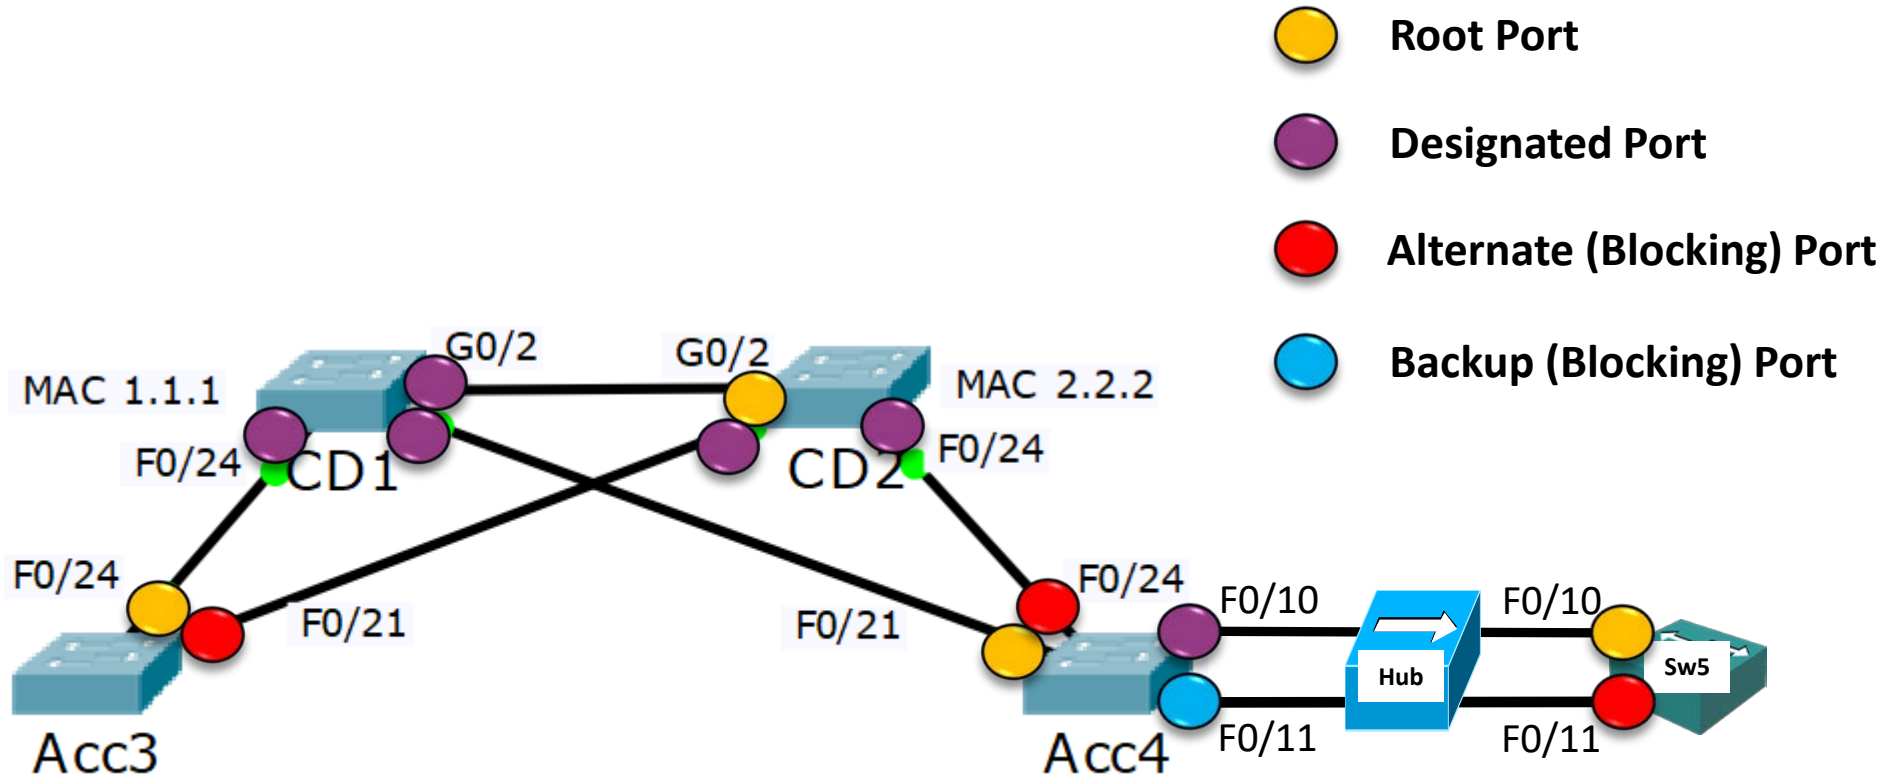 Root Port
Designated Port
Alternate (Blocking) Port
Backup (Blocking) Port
G0/2
G0/2
MAC 1.1.1
MAC 2.2.2
F0/24
CD1
CD2
F0/24
F0/24
F0/21
F0/21
F0/24
F0/10
F0/10
Hub
Sw5
Acc3
Acc4
F0/11
F0/11